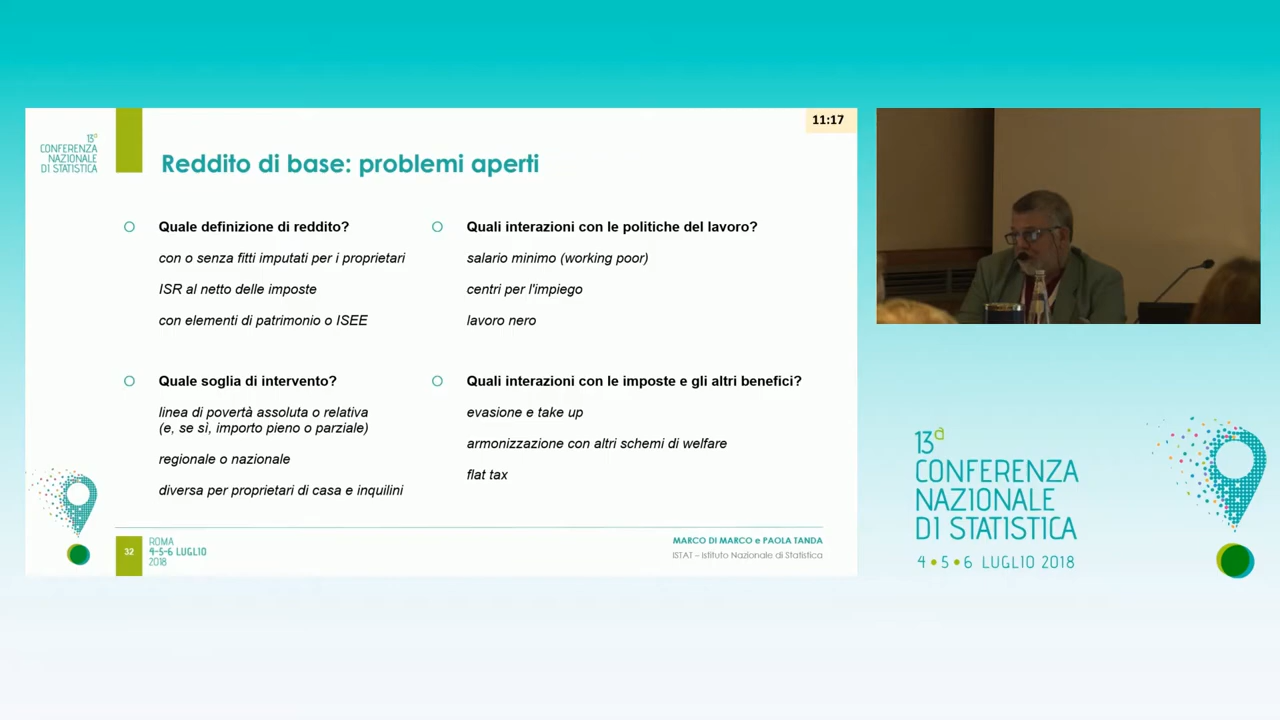 11:17
13ª
CONFERENZA
NAZIONALE
DI STATISTICA
Reddito di base: problemi aperti
Quale definizione di reddito?
con o senza fitti imputati per i proprietari
ISR al netto delle imposte
con elementi di patrimonio o ISEE
Quale soglia di intervento?
linea di povertà assoluta o relativa
(e, se sì, importo pieno o parziale)
regionale o nazionale
diversa per proprietari di casa e inquilini
Quali interazioni con le politiche del lavoro?
salario minimo (working poor)
centri per l'impiego
lavoro nero
Quali interazioni con le imposte e gli altri benefici?
evasione e take up
armonizzazione con altri schemi di welfare
flat tax
32
ROMA
4-5-6 LUGLIO
2018
MARCO DI MARCO e PAOLA TANDA
ISTAT – Istituto Nazionale di Statistica
13ª
CONFERENZA
NAZIONALE
DI STATISTICA
4•5•6 LUGLIO 2018